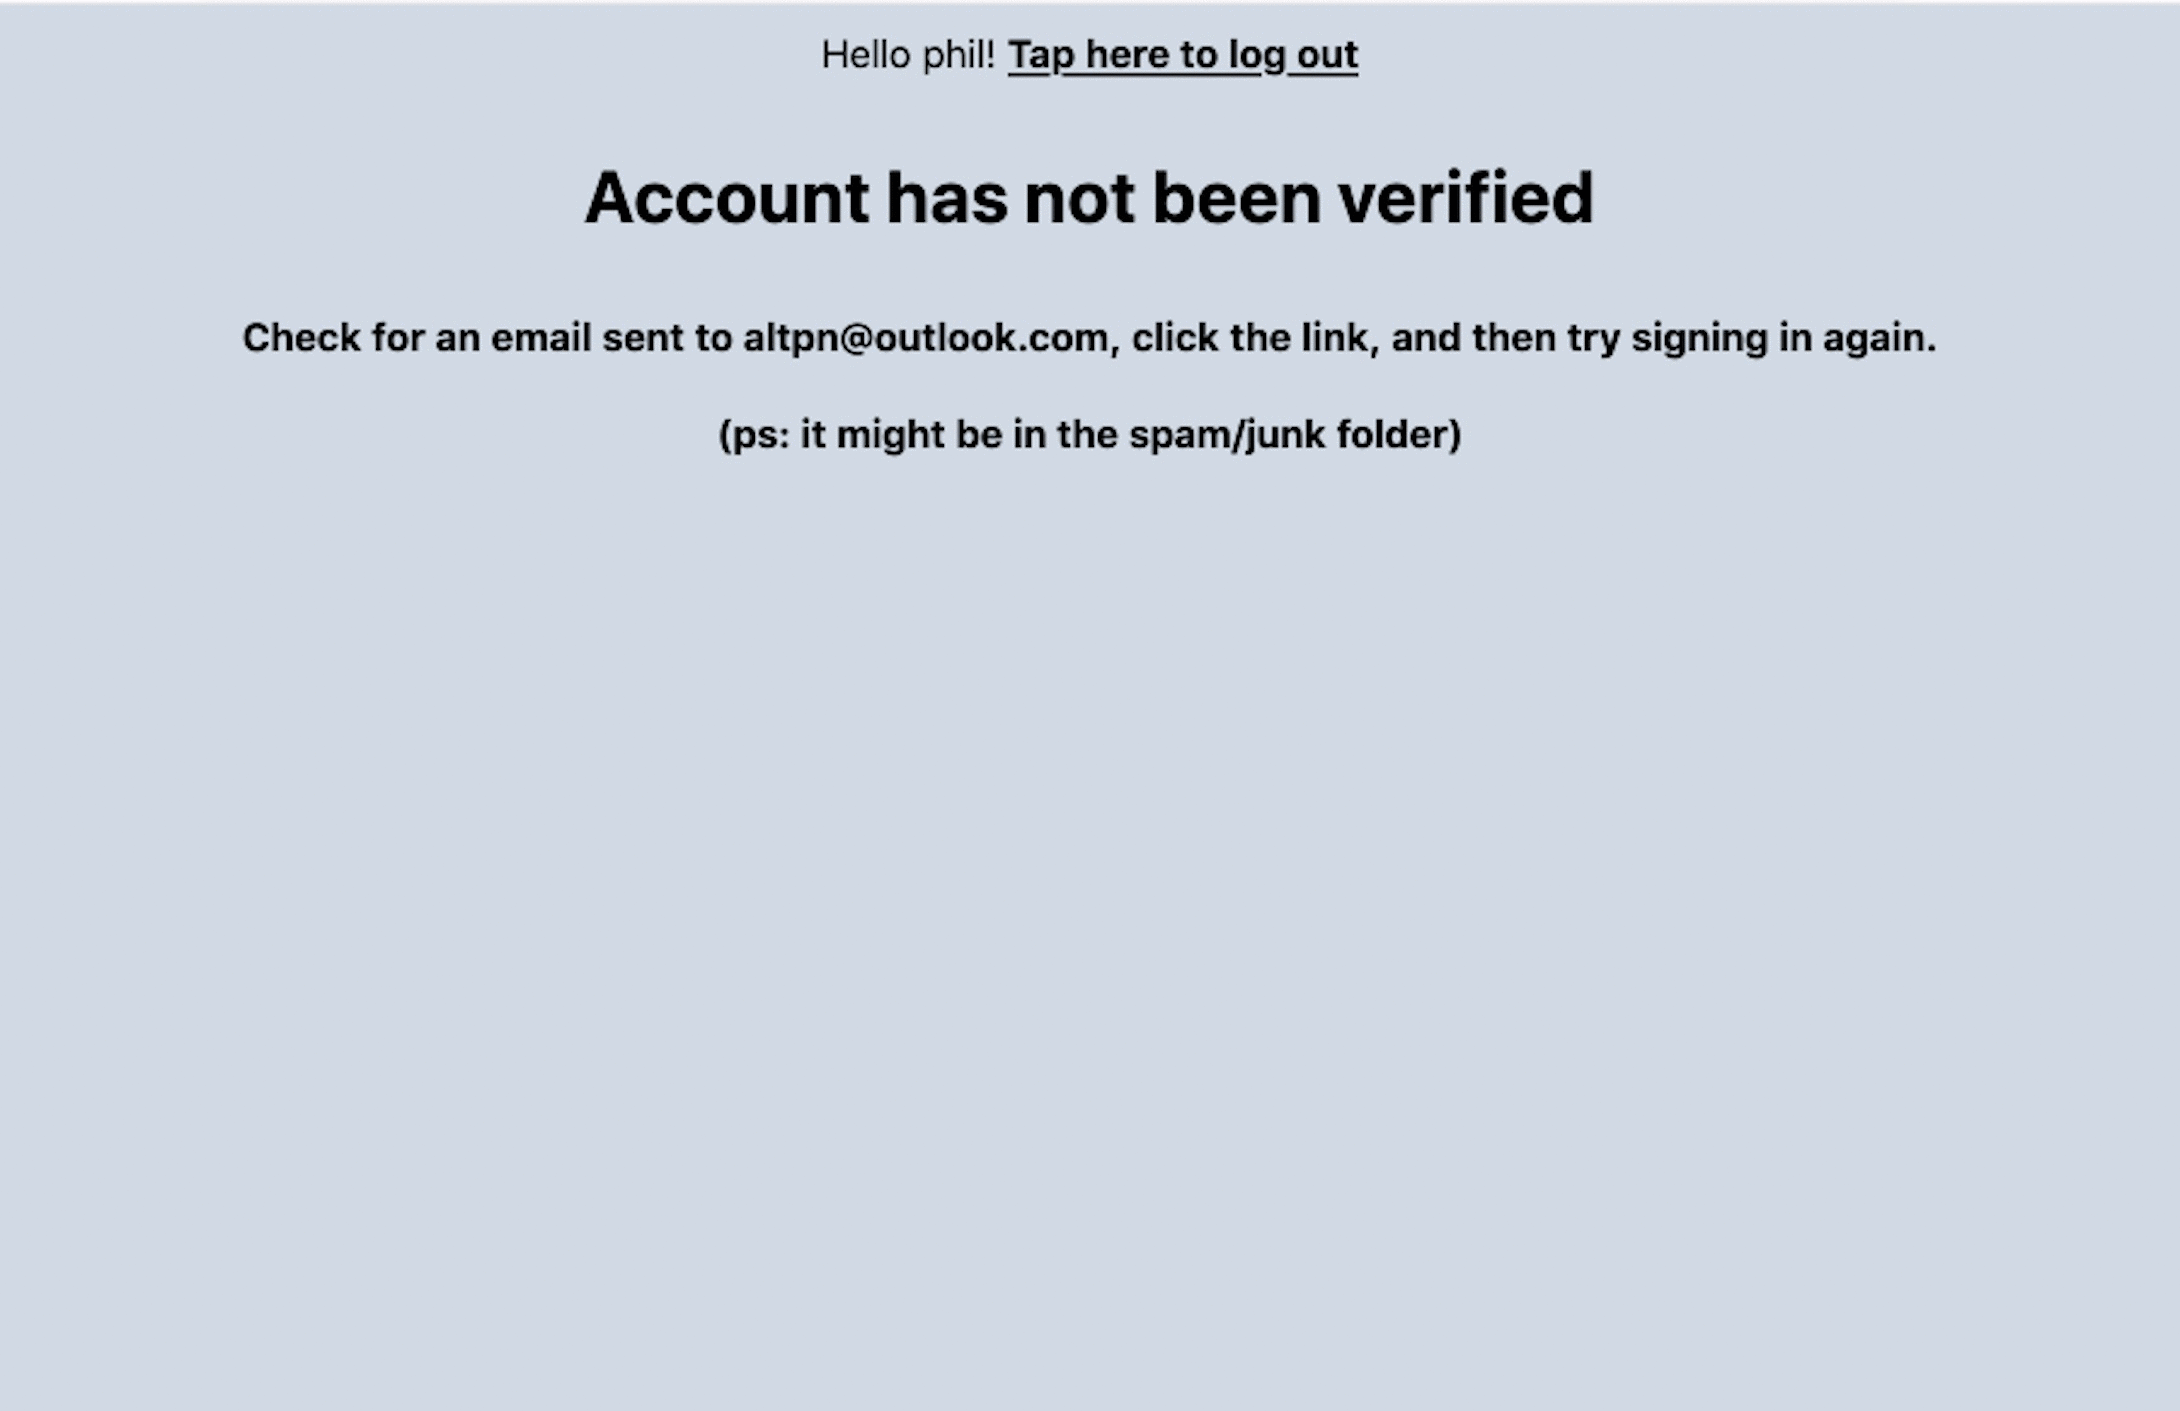 Hello phil! Tap here to log out
Account has not been verified
Check for an email sent to altpn@outlook.com, click the link, and then try signing in again.
(ps: it might be in the spam/junk folder)